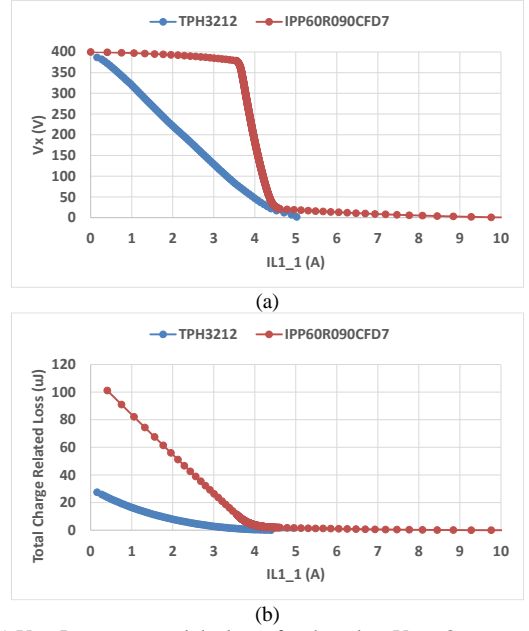 TPH3212 IPP60R090CFD7
400
350
300
250
200
150
100
50
0
Vx (V)
0 1 2 3 4 5 6 7 8 9 10
IL1_1 (A)
(a)
TPH3212 IPP60R090CFD7
120
100
80
60
40
20
0
Total Charge Related Loss (uJ)
0 1 2 3 4 5 6 7 8 9 10
IL1_1 (A)
(b)